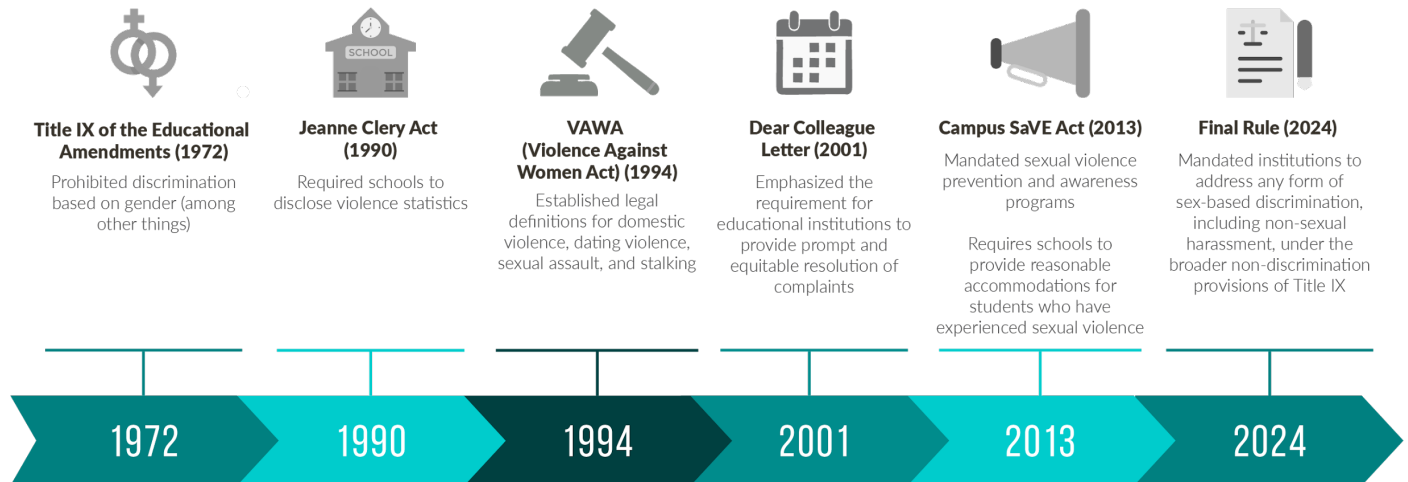 SCHOOL
Title IX of the Educational
Amendments (1972)
Prohibited discrimination
based on gender (among
other things)
Jeanne Clery Act
(1990)
Required schools to
disclose violence statistics
VAWA
(Violence Against
Women Act) (1994)
Established legal
definitions for domestic
violence, dating violence,
sexual assault, and stalking
Dear Colleague
Letter (2001)
Emphasized the
requirement for
educational institutions to
provide prompt and
equitable resolution of
complaints
Campus SaVE Act (2013)
Mandated sexual violence
prevention and awareness
programs
Requires schools to
provide reasonable
accommodations for
students who have
experienced sexual violence
Final Rule (2024)
Mandated institutions to
address any form of
sex-based discrimination,
including non-sexual
harassment, under the
broader non-discrimination
provisions of Title IX
1972
1990
1994
2001
2013
2024